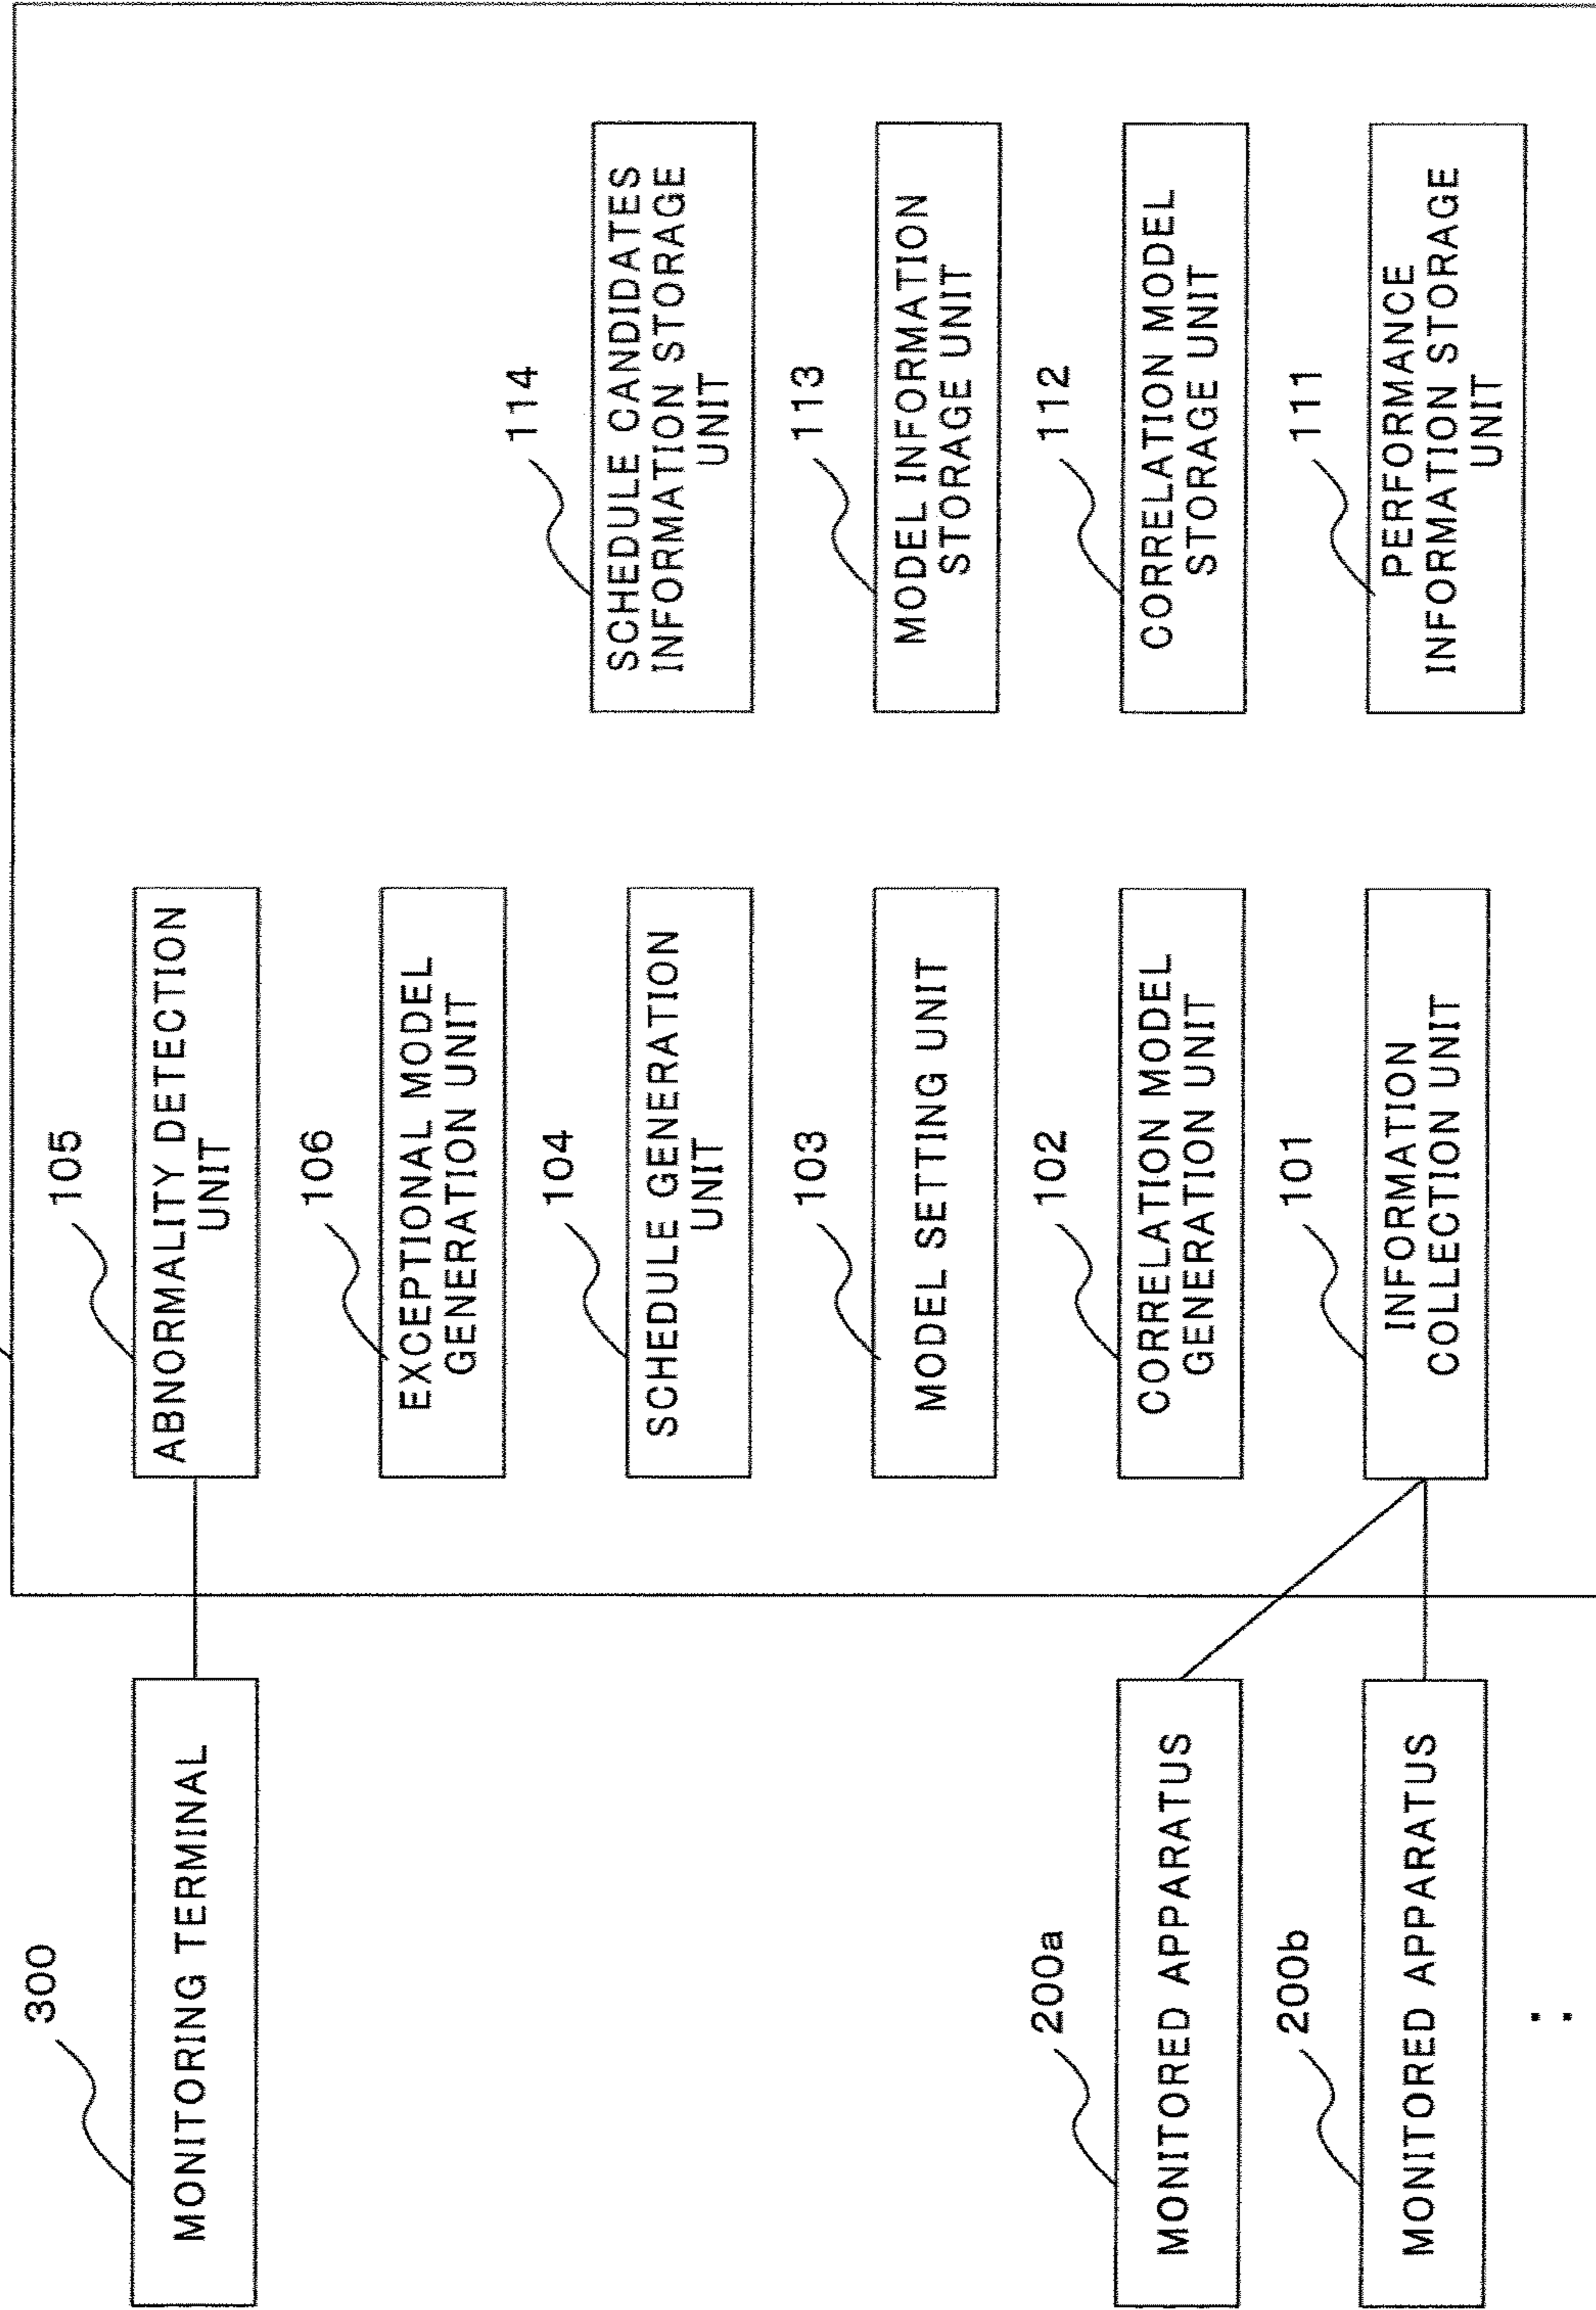 300
MONITORING TERMINAL
105
ABNORMALITY DETECTION
UNIT
106
EXCEPTIONAL MODEL
GENERATION UNIT
104
SCHEDULE GENERATION
UNIT
114
SCHEDULE CANDIDATES
INFORMATION STORAGE
UNIT
103
MODEL SETTING UNIT
113
MODEL INFORMATION
STORAGE UNIT
200a
MONITORED APPARATUS
102
CORRELATION MODEL
GENERATION UNIT
112
CORRELATION MODEL
STORAGE UNIT
200b
MONITORED APPARATUS
101
INFORMATION
COLLECTION UNIT
111
PERFORMANCE
INFORMATION STORAGE
UNIT